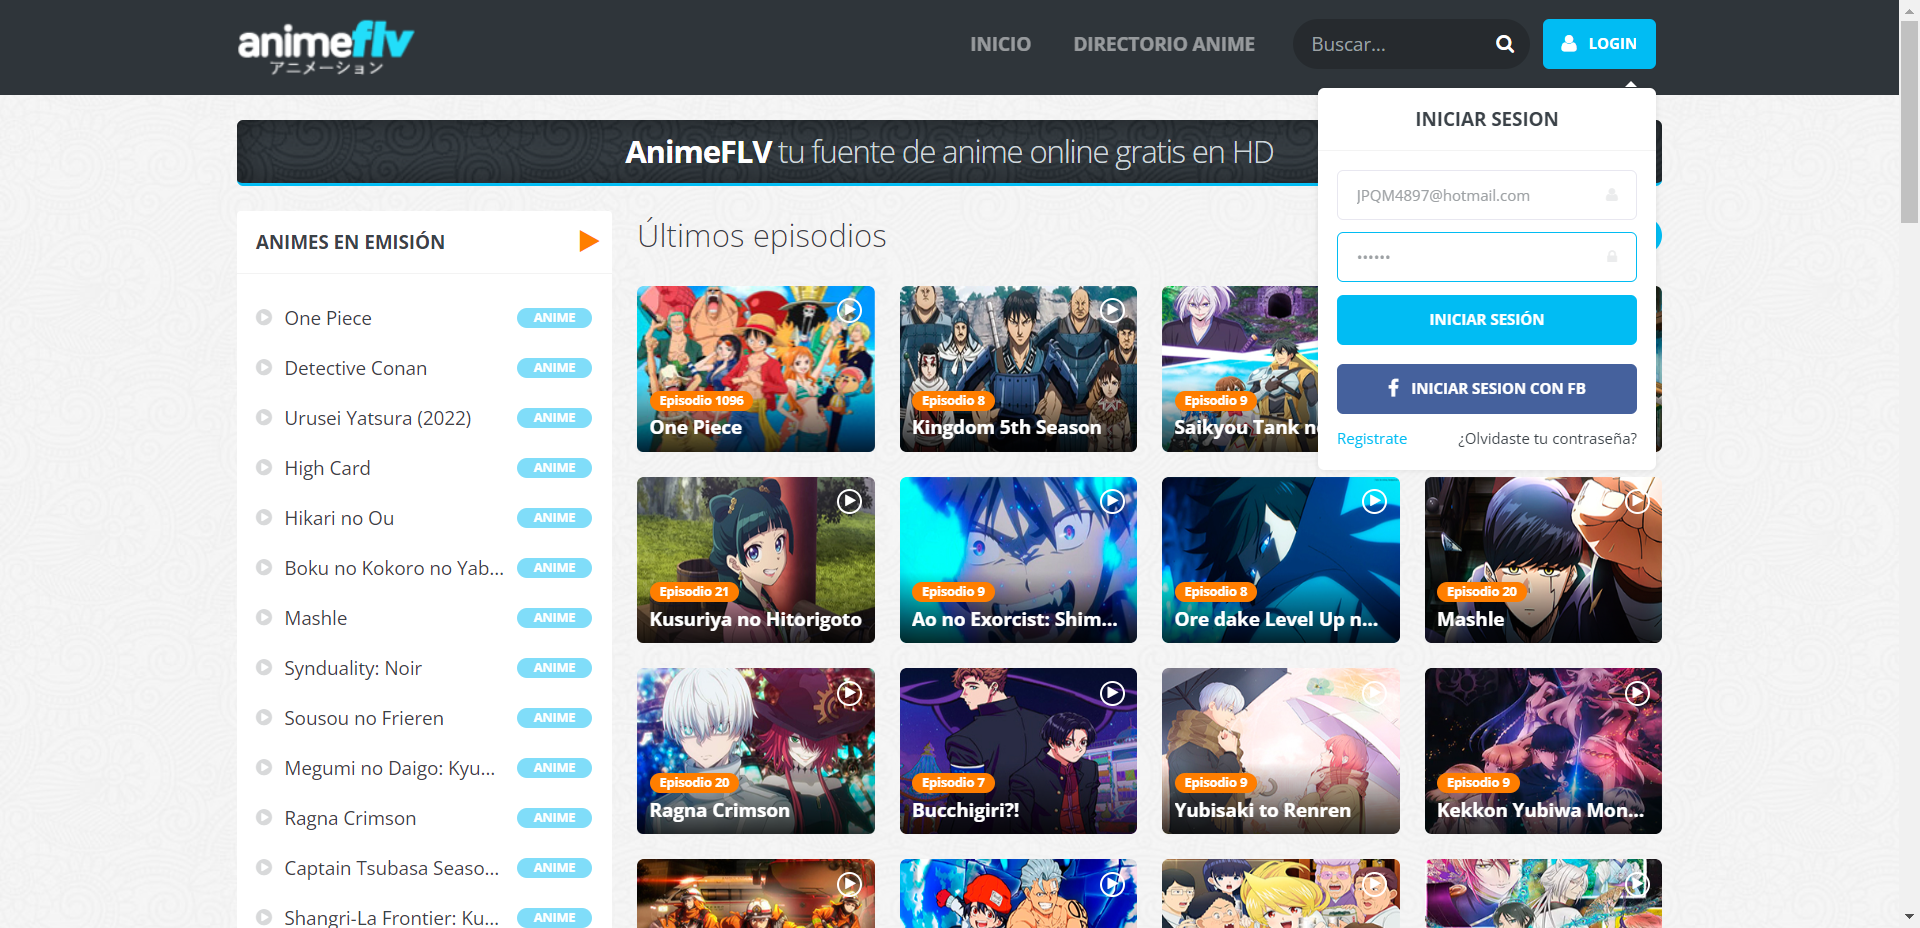 animeflv
アニメーション
INICIO
DIRECTORIO ANIME
Buscar...
LOGIN
INICIAR SESION
JPQM4897@hotmail.com
••••••
INICIAR SESIÓN
INICIAR SESION CON FB
Registrate
¿Olvidaste tu contraseña?
AnimeFLV tu fuente de anime online gratis en HD
ANIMES EN EMISIÓN
One Piece ANIME
Detective Conan ANIME
Urusei Yatsura (2022) ANIME
High Card ANIME
Hikari no Ou ANIME
Boku no Kokoro no Yab... ANIME
Mashle ANIME
Synduality: Noir ANIME
Sousou no Frieren ANIME
Megumi no Daigo: Kyu... ANIME
Ragna Crimson ANIME
Captain Tsubasa Seaso... ANIME
Shangri-La Frontier: Ku... ANIME
Últimos episodios
Episodio 1096
One Piece
Episodio 8
Kingdom 5th Season
Episodio 9
Saikyou Tank n
Episodio 21
Kusuriya no Hitorigoto
Episodio 9
Ao no Exorcist: Shim...
Episodio 8
Ore dake Level Up n...
Episodio 20
Mashle
Episodio 20
Ragna Crimson
Episodio 7
Bucchigiri?!
Episodio 9
Yubisaki to Renren
Episodio 9
Kekkon Yubiwa Mon...